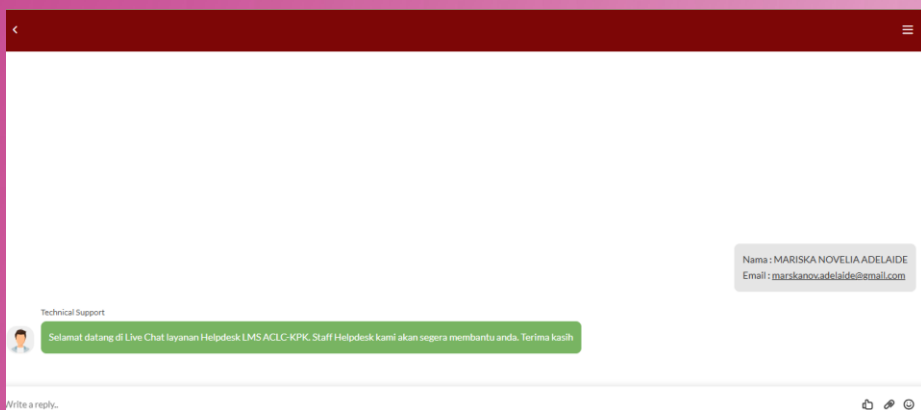 Nama : MARISKA NOVELIA ADELAIDE
Email : marskanov.adelaide@gmail.com
Technical Support
Selamat datang di Live Chat layanan Helpdesk LMS ACLC-KPK. Staff Helpdesk kami akan segera membantu anda. Terima kasih
Write a reply..